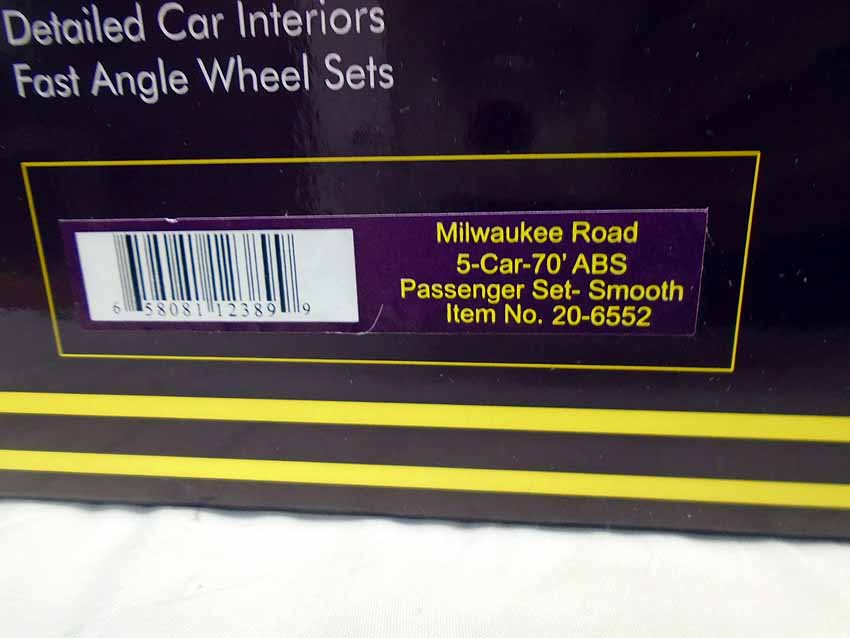 Detailed Car Interiors
Fast Angle Wheel Sets
Milwaukee Road
5-Car-70' ABS
Passenger Set- Smooth
Item No. 20-6552
6 58081 12389 9